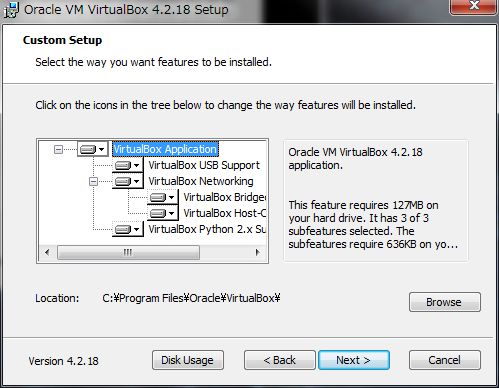 Oracle VM VirtualBox 4.2.18 Setup
Custom Setup
Select the way you want features to be installed.
Click on the icons in the tree below to change the way features will be installed.
VirtualBox Application
VirtualBox USB Support
VirtualBox Networking
VirtualBox Bridged
VirtualBox Host-O
VirtualBox Python 2.x Su
Oracle VM VirtualBox 4.2.18
application.
This feature requires 127MB on
your hard drive. It has 3 of 3
subfeatures selected. The
subfeatures require 636KB on yo...
Location: C:¥Program Files¥Oracle¥VirtualBox¥
Browse
Version 4.2.18
Disk Usage
< Back
Next >
Cancel